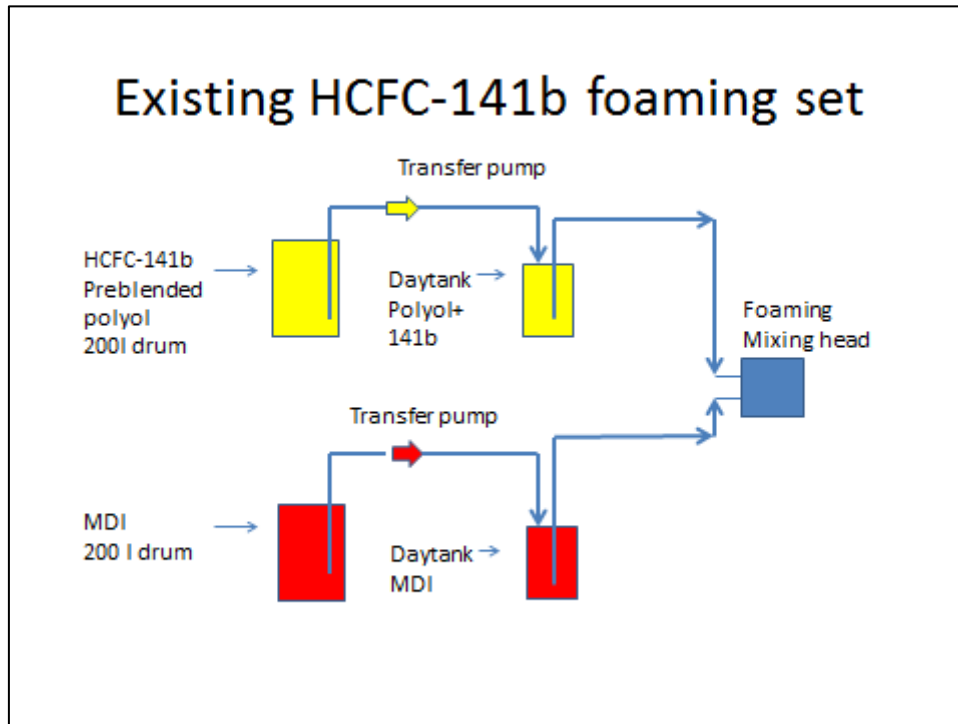 Existing HCFC-141b foaming set
Transfer pump
HCFC-141b
Preblended
polyol
200l drum
Daytank
Polyol+
141b
Foaming
Mixing head
Transfer pump
MDI
200 l drum
Daytank
MDI